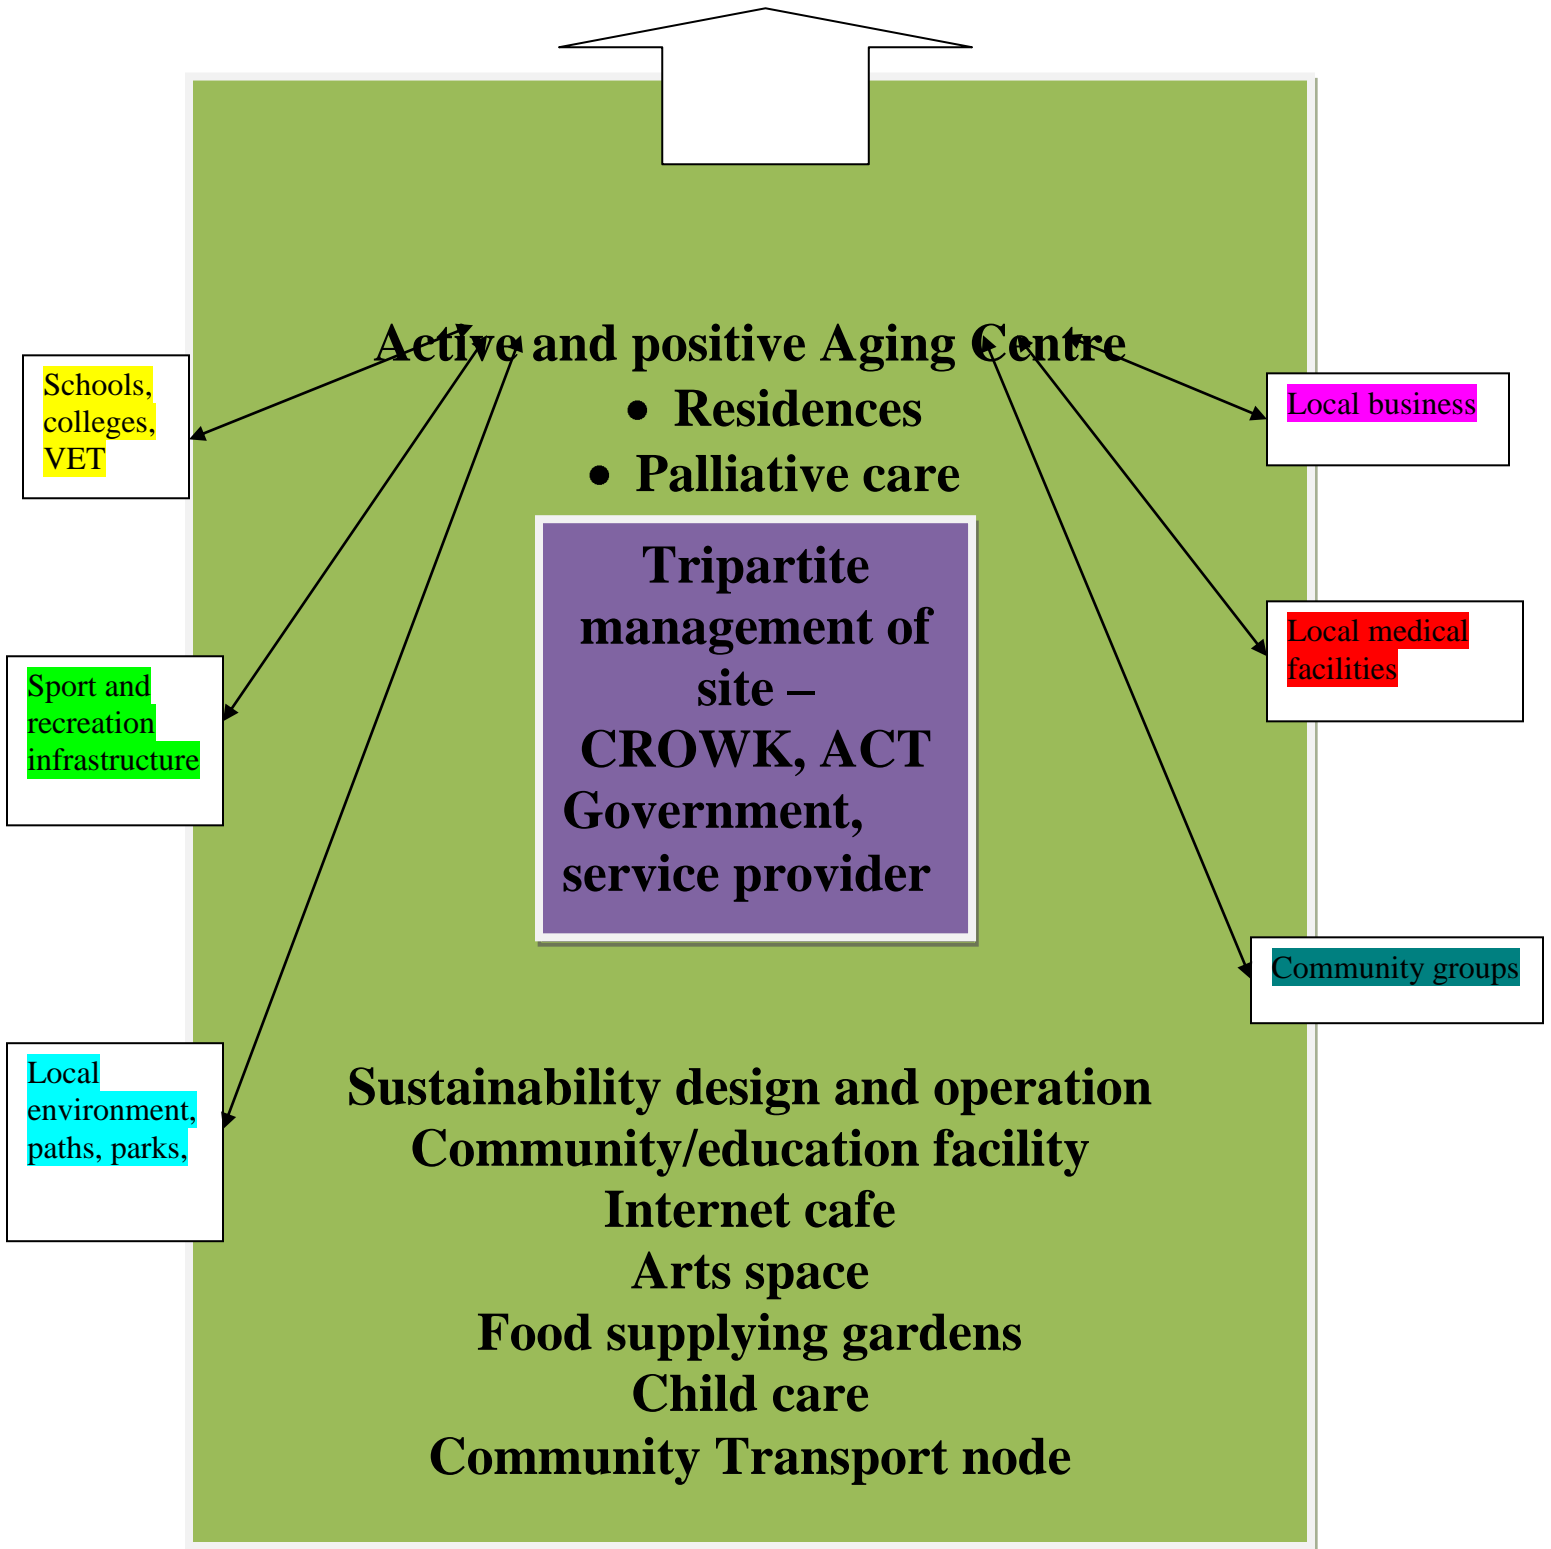 Active and positive Aging Centre
• Residences
• Palliative care
Schools,
colleges,
VET
Local business
Tripartite
management of
site –
CROWK, ACT
Government,
service provider
Sport and
recreation
infrastructure
Local medical
facilities
Community groups
Local
environment,
paths, parks,
Sustainability design and operation
Community/education facility
Internet cafe
Arts space
Food supplying gardens
Child care
Community Transport node